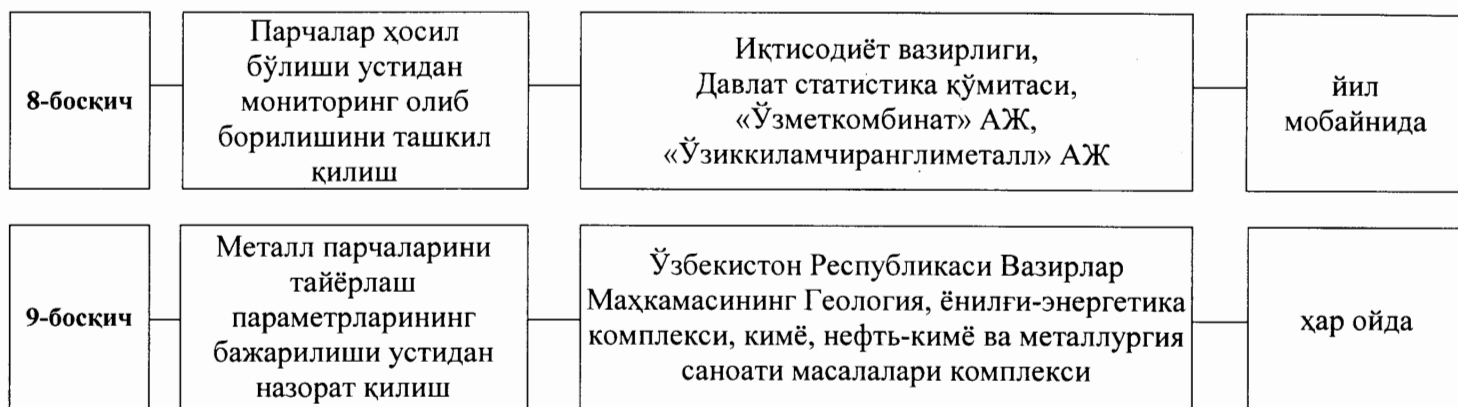 8-босқич
Парчалар ҳосил
бўлиши устидан
мониторинг олиб
борилишини ташкил
қилиш
Иқтисодиёт вазирлиги,
Давлат статистика қўмитаси,
«Ўзметкомбинат» АЖ,
«Ўзиккиламчиранглиметалл» АЖ
йил
мобайнида
9-босқич
Металл парчаларини
тайёрлаш
параметрларининг
бажарилиши устидан
назорат қилиш
Ўзбекистон Республикаси Вазирлар
Маҳкамасининг Геология, ёнилғи-энергетика
комплекси, кимё, нефть-кимё ва металлургия
саноати масалалари комплекси
ҳар ойда